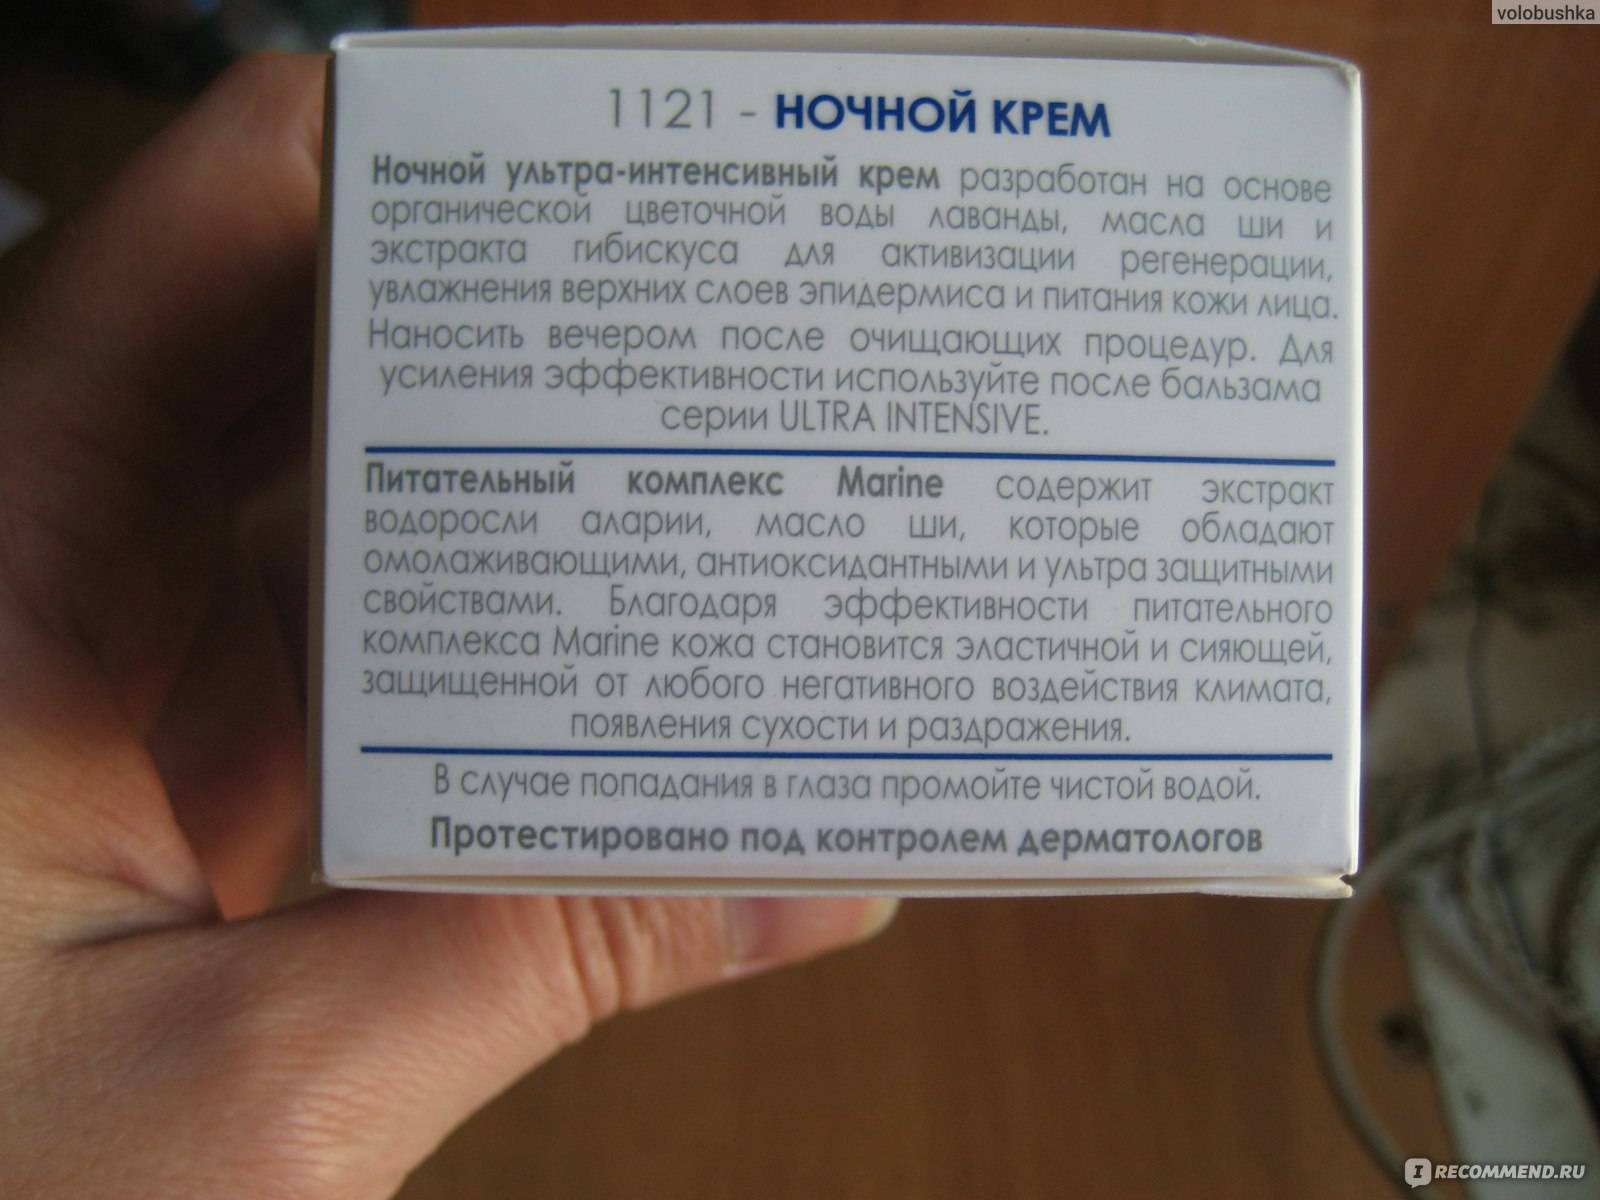 volobushka
1121 - НОЧНОЙ КРЕМ
Ночной ультра-интенсивный крем разработан на основе
органической цветочной воды лаванды, масла ши и
экстракта гибискуса для активизации регенерации,
увлажнения верхних слоев эпидермиса и питания кожи лица.
Наносить вечером после очищающих процедур. Для
усиления эффективности используйте после бальзама
серии ULTRA INTENSIVE.
Питательный комплекс Marine содержит экстракт
водоросли аларии, масло ши, которые обладают
омолаживающими, антиоксидантными и ультра защитными
свойствами. Благодаря эффективности питательного
комплекса Marine кожа становится эластичной и сияющей,
защищенной от любого негативного воздействия климата,
появления сухости и раздражения.
В случае попадания в глаза промойте чистой водой.
Протестировано под контролем дерматологов
I RECOMMEND.RU